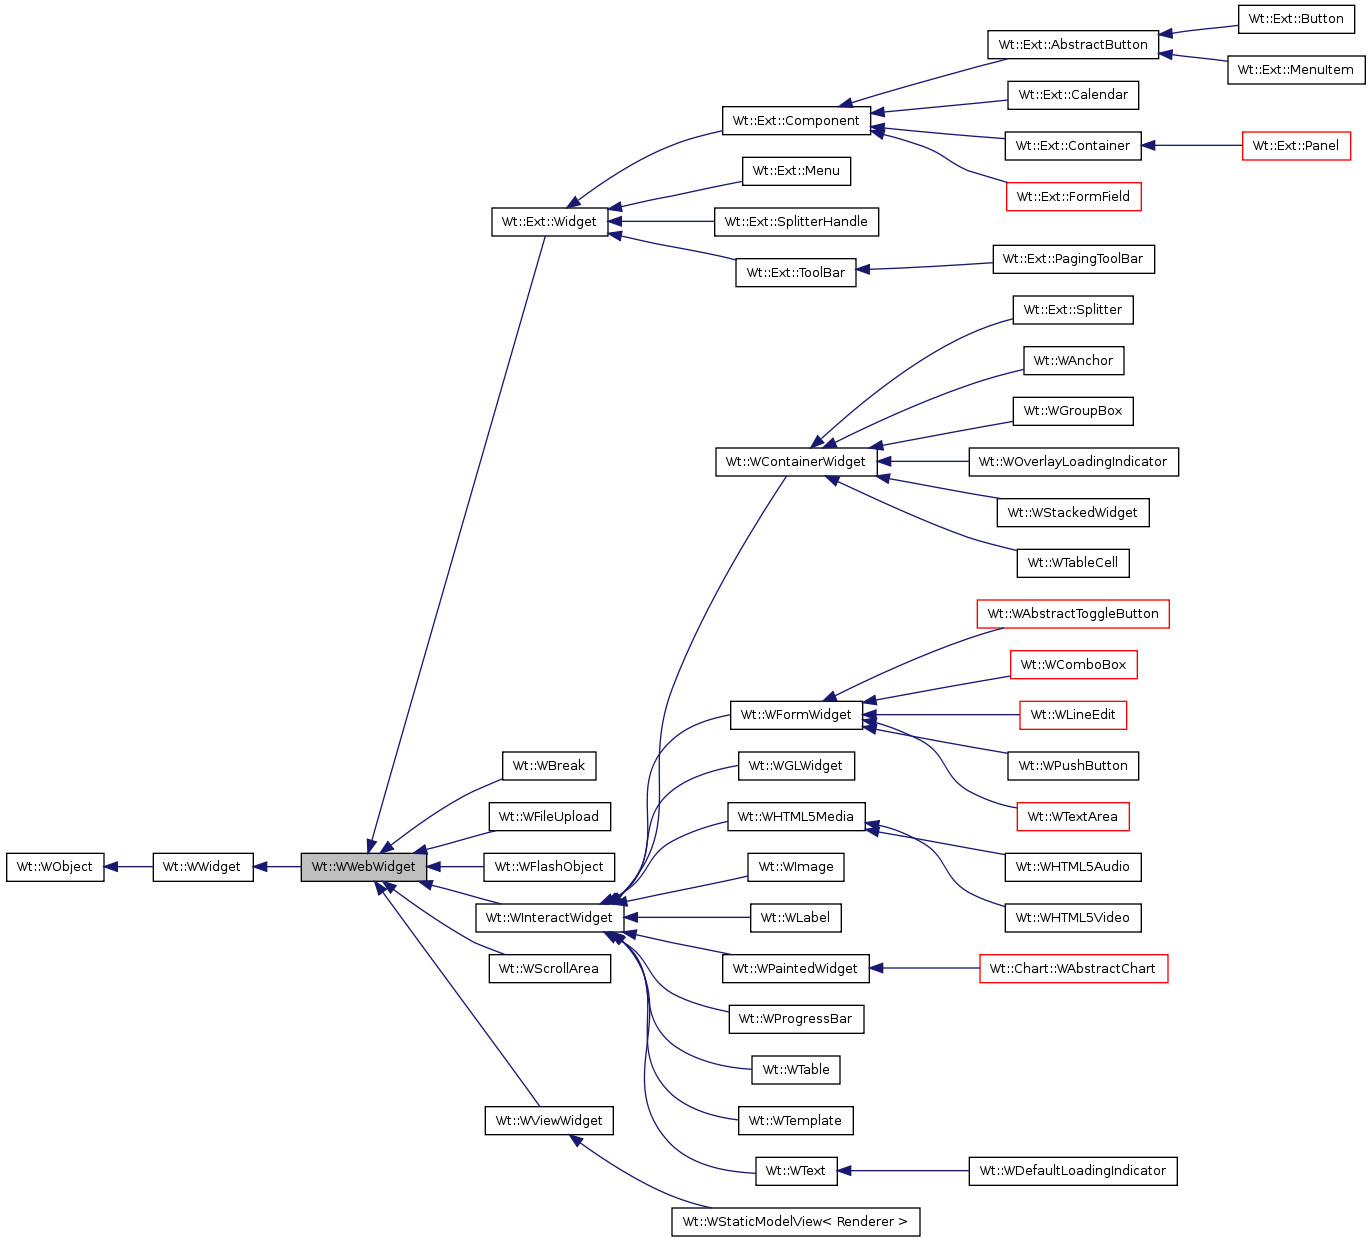 Wt::Ext::Button
Wt::Ext::AbstractButton
Wt::Ext::MenuItem
Wt::Ext::Calendar
Wt::Ext::Component
Wt::Ext::Container
Wt::Ext::Panel
Wt::Ext::Menu
Wt::Ext::FormField
Wt::Ext::Widget
Wt::Ext::SplitterHandle
Wt::Ext::PagingToolBar
Wt::Ext::ToolBar
Wt::Ext::Splitter
Wt::WAnchor
Wt::WGroupBox
Wt::WContainerWidget
Wt::WOverlayLoadingIndicator
Wt::WStackedWidget
Wt::WTableCell
Wt::WAbstractToggleButton
Wt::WComboBox
Wt::WFormWidget
Wt::WLineEdit
Wt::WBreak
Wt::WGLWidget
Wt::WPushButton
Wt::WFileUpload
Wt::WHTML5Media
Wt::WTextArea
Wt::WObject
Wt::WWidget
Wt::WWebWidget
Wt::WFlashObject
Wt::WImage
Wt::WHTML5Audio
Wt::WInteractWidget
Wt::WLabel
Wt::WHTML5Video
Wt::WScrollArea
Wt::WPaintedWidget
Wt::Chart::WAbstractChart
Wt::WProgressBar
Wt::WTable
Wt::WViewWidget
Wt::WTemplate
Wt::WText
Wt::WDefaultLoadingIndicator
Wt::WStaticModelView< Renderer >